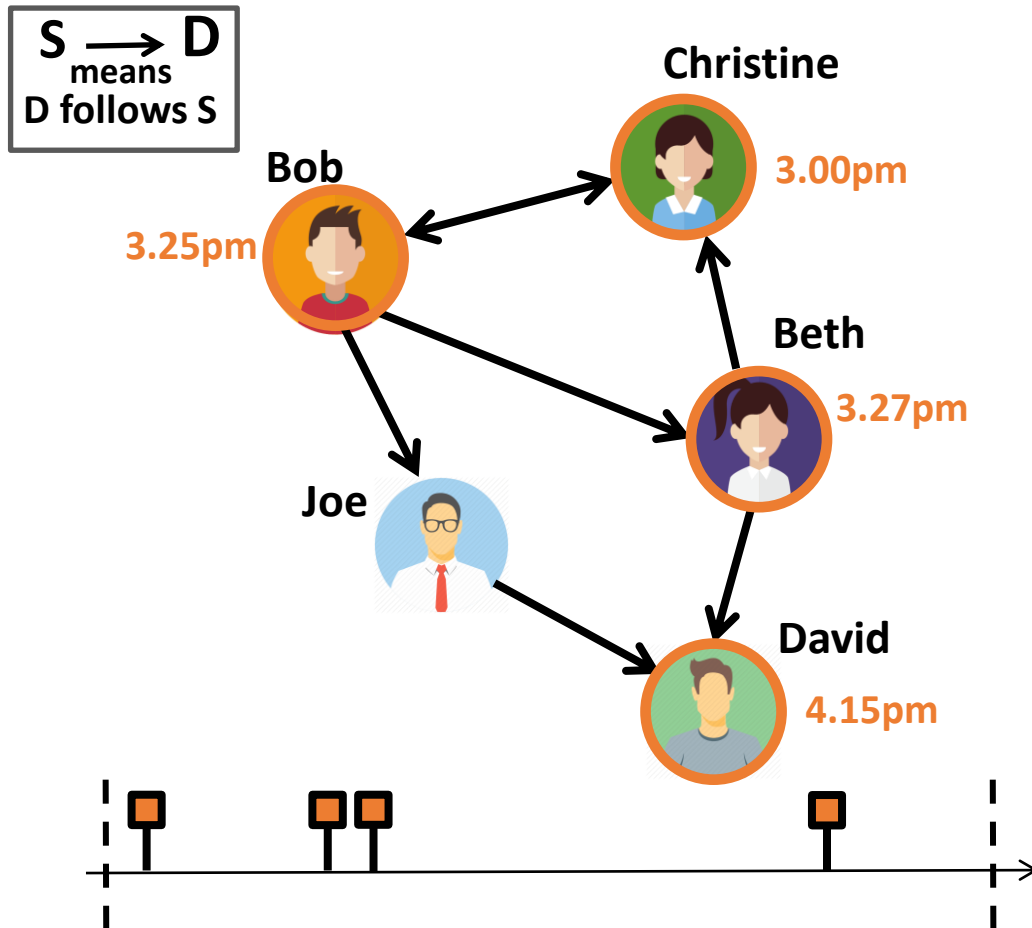 S → D
means
D follows S
Christine
3.00pm
Bob
3.25pm
Beth
3.27pm
Joe
David
4.15pm